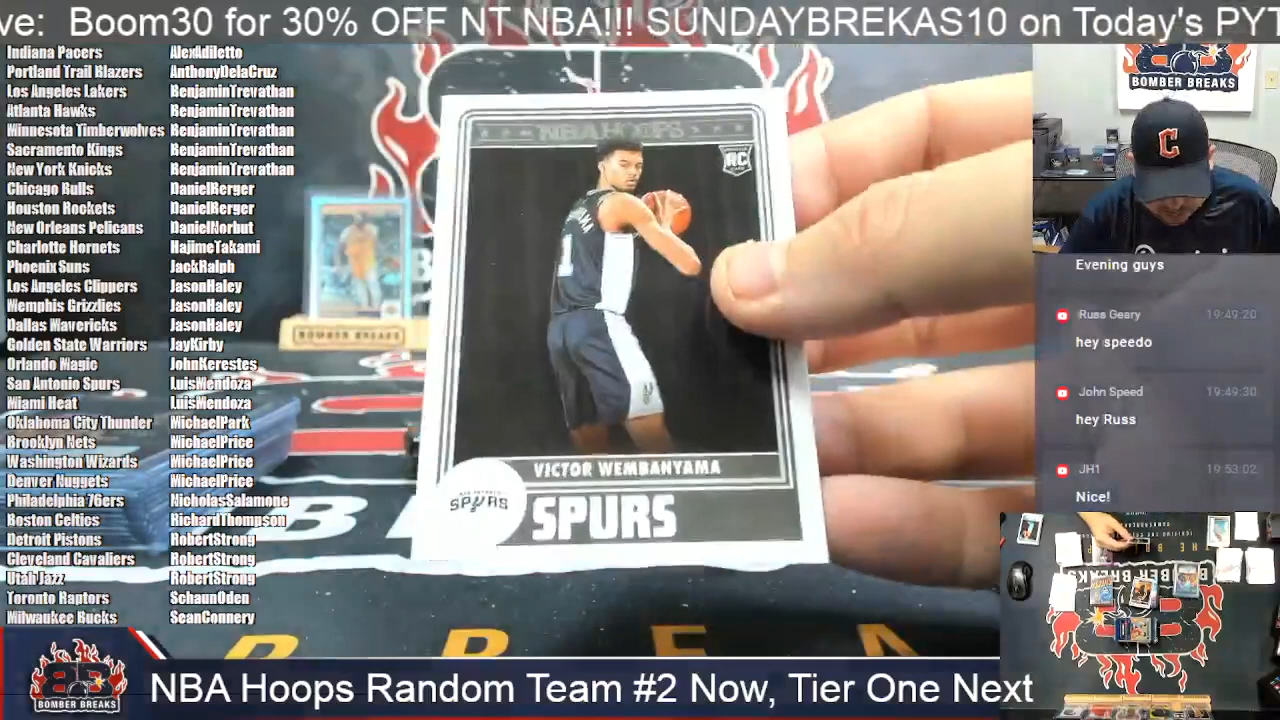 ve: Boom30 for 30% OFF NT NBA!!! SUNDAYBREKAS10 on Today's PYT
Indiana Pacers AlexAdiletto
Portland Trail Blazers AnthonyDelaCruz
Los Angeles Lakers BenjaminTrevathan
Atlanta Hawks BenjaminTrevathan
Minnesota Timberwolves BenjaminTrevathan
Sacramento Kings BenjaminTrevathan
New York Knicks BenjaminTrevathan
Chicago Bulls DanielBerger
Houston Rockets DanielBerger
New Orleans Pelicans DanielNorbut
Charlotte Hornets HajimeTakami
Phoenix Suns JackRalph
Los Angeles Clippers JasonHaley
Memphis Grizzlies JasonHaley
Dallas Mavericks JasonHaley
Golden State Warriors JayKirby
Orlando Magic JohnKerestes
San Antonio Spurs LuisMendoza
Miami Heat LuisMendoza
Oklahoma City Thunder MichaelPark
Brooklyn Nets MichaelPrice
Washington Wizards MichaelPrice
Denver Nuggets MichaelPrice
Philadelphia 76ers NicholasSalamone
Boston Celtics RichardThompson
Detroit Pistons RobertStrong
Cleveland Cavaliers RobertStrong
Utah Jazz RobertStrong
Toronto Raptors SchaunOden
Milwaukee Bucks SeanConnery
NBA HOOPS
RC
1
VICTOR WEMBANYAMA
SPURS
SPURS
BOMBER BREAKS
BOMBER BREAKS
C
Evening guys
Russ Geary 19:49:20
hey speedo
John Speed 19:49:30
hey Russ
JH1 19:53:02
Nice!
BOMBER BREAKS
NBA Hoops Random Team #2 Now, Tier One Next